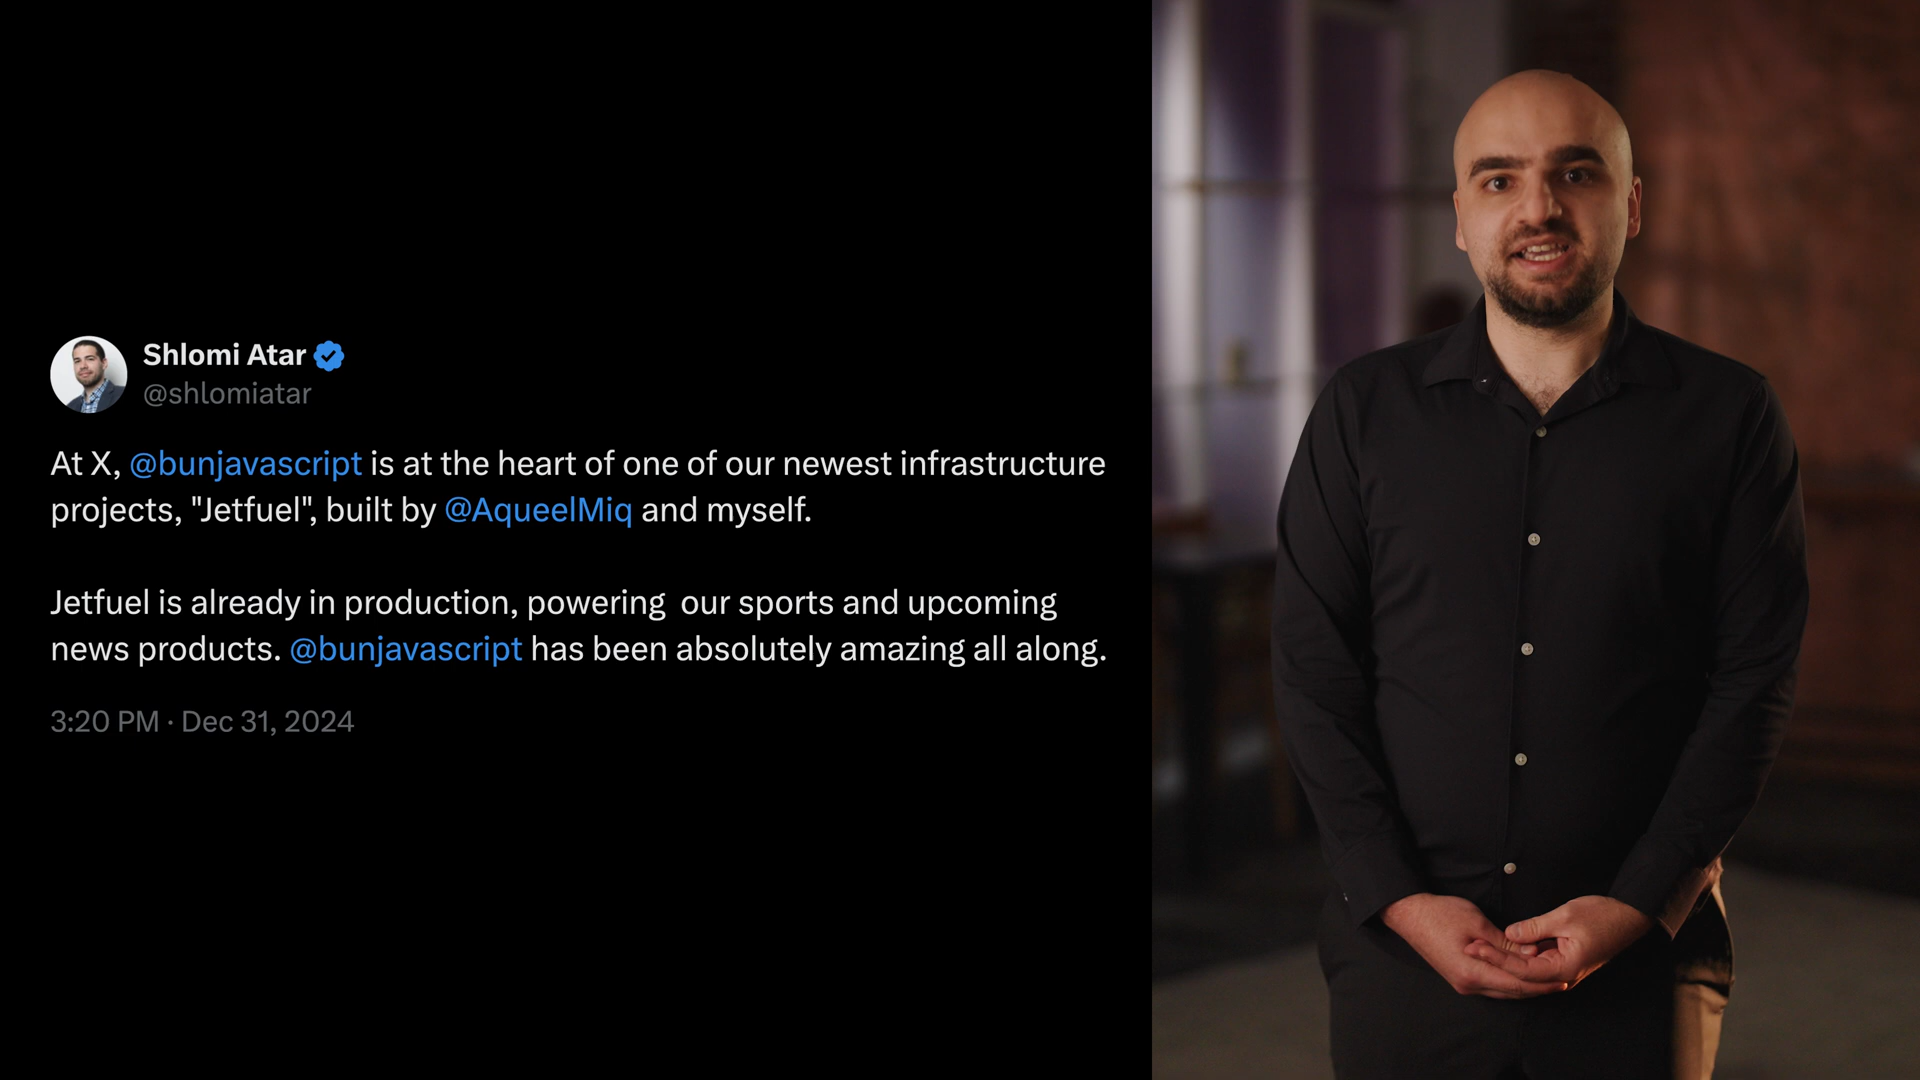 Shlomi Atar
@shlomiatar
At X, @bunjavascript is at the heart of one of our newest infrastructure
projects, "Jetfuel", built by @AqueelMiq and myself.
Jetfuel is already in production, powering  our sports and upcoming
news products. @bunjavascript has been absolutely amazing all along.
3:20 PM · Dec 31, 2024